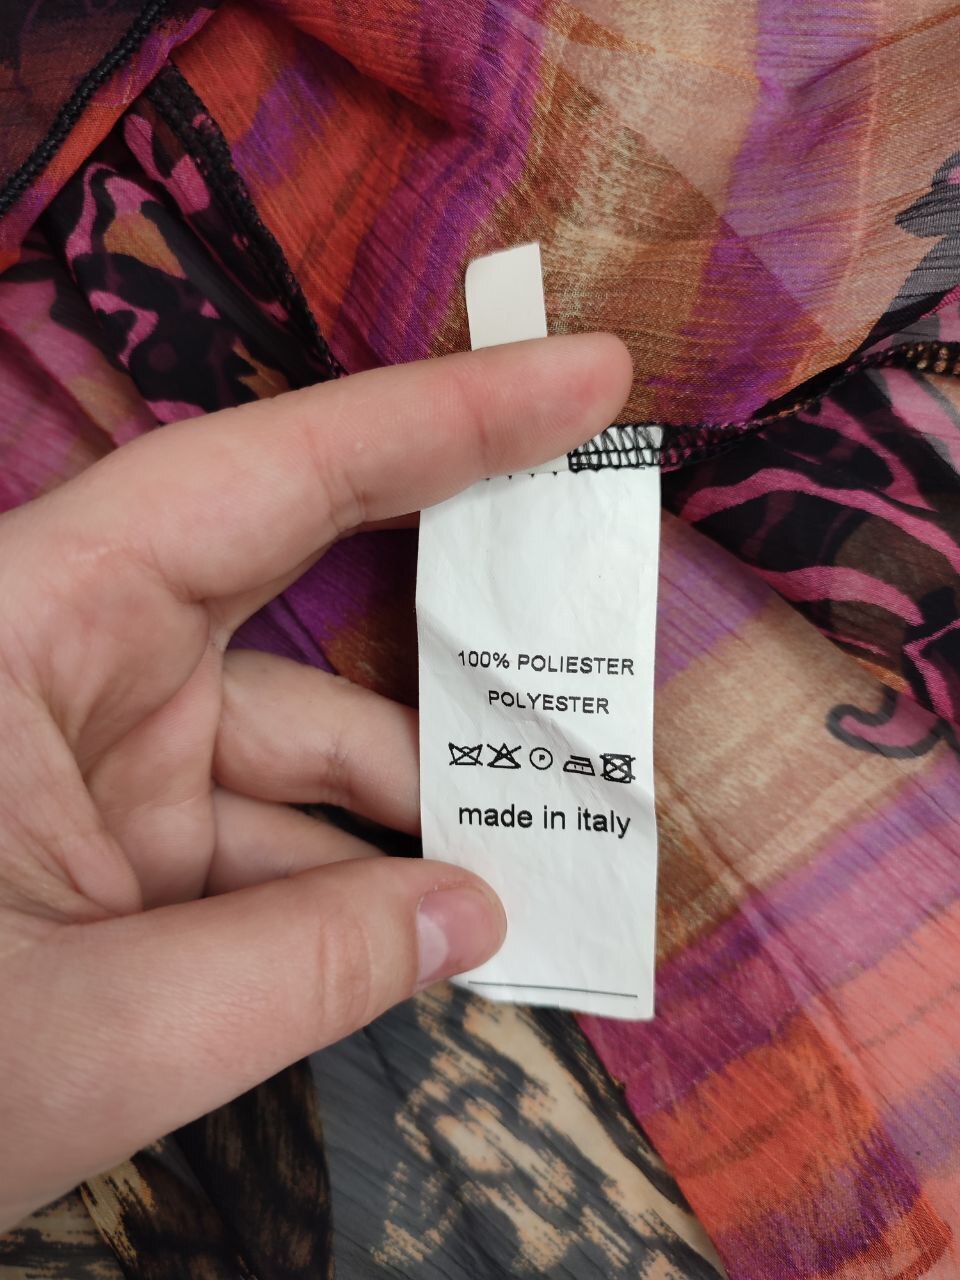 100% POLIESTER
POLYESTER
P
made in italy